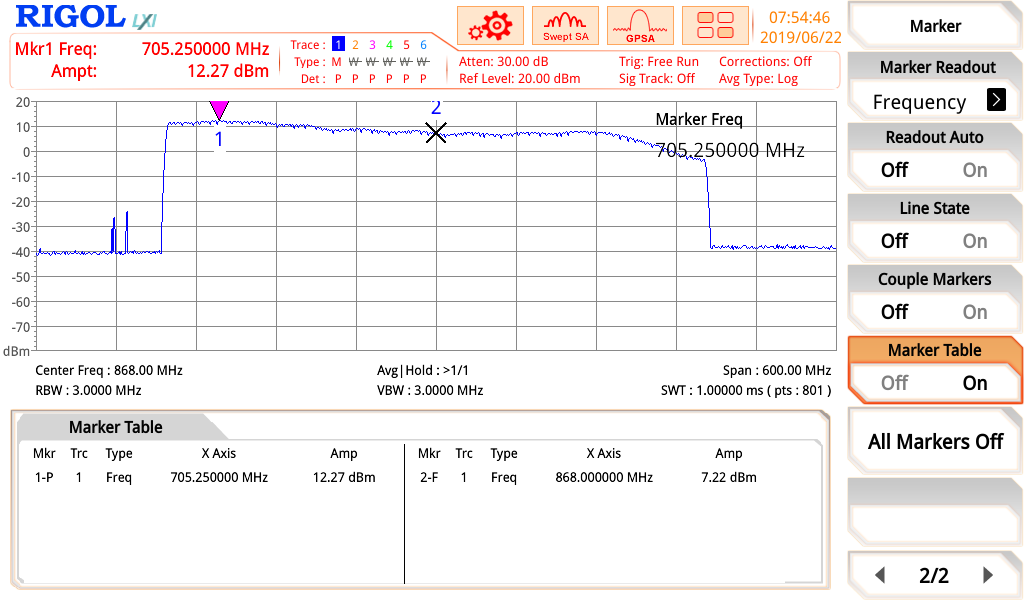 RIGOL LXI
Mkr1 Freq: 705.250000 MHz
Ampt: 12.27 dBm
Trace : 1 2 3 4 5 6
Type : M W W W W W
Det : P P P P P P
Swept SA
GPSA
07:54:46
2019/06/22
Atten: 30.00 dB Trig: Free Run Corrections: Off
Ref Level: 20.00 dBm Sig Track: Off Avg Type: Log
20
10
0
-10
-20
-30
-40
-50
-60
-70
dBm
1
2
Marker Freq
705.250000 MHz
Center Freq : 868.00 MHz Avg|Hold : >1/1 Span : 600.00 MHz
RBW : 3.0000 MHz VBW : 3.0000 MHz SWT : 1.00000 ms ( pts : 801 )
Marker Table
Mkr Trc Type X Axis Amp Mkr Trc Type X Axis Amp
1-P 1 Freq 705.250000 MHz 12.27 dBm 2-F 1 Freq 868.000000 MHz 7.22 dBm
Marker
Marker Readout
Frequency >
Readout Auto
Off On
Line State
Off On
Couple Markers
Off On
Marker Table
Off On
All Markers Off
2/2